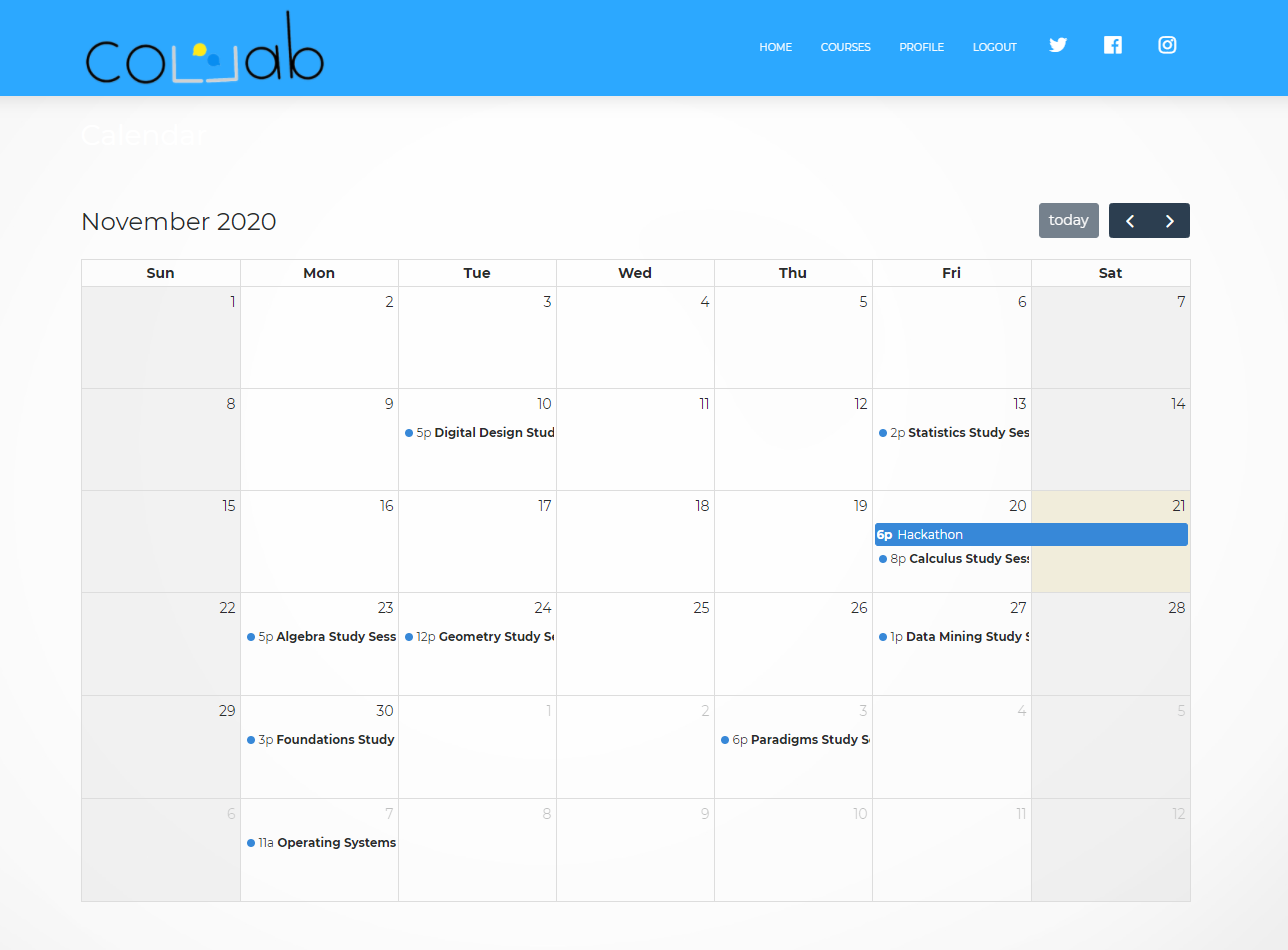 collab
HOME COURSES PROFILE LOGOUT
Calendar
November 2020
today
Sun Mon Tue Wed Thu Fri Sat
1 2 3 4 5 6 7
8 9 10 11 12 13 14
5p Digital Design Stud 2p Statistics Study Ses
15 16 17 18 19 20 21
6p Hackathon
8p Calculus Study Sess
22 23 24 25 26 27 28
5p Algebra Study Sess 12p Geometry Study Se 1p Data Mining Study S
29 30 1 2 3 4 5
3p Foundations Study 6p Paradigms Study Se
6 7 8 9 10 11 12
11a Operating Systems